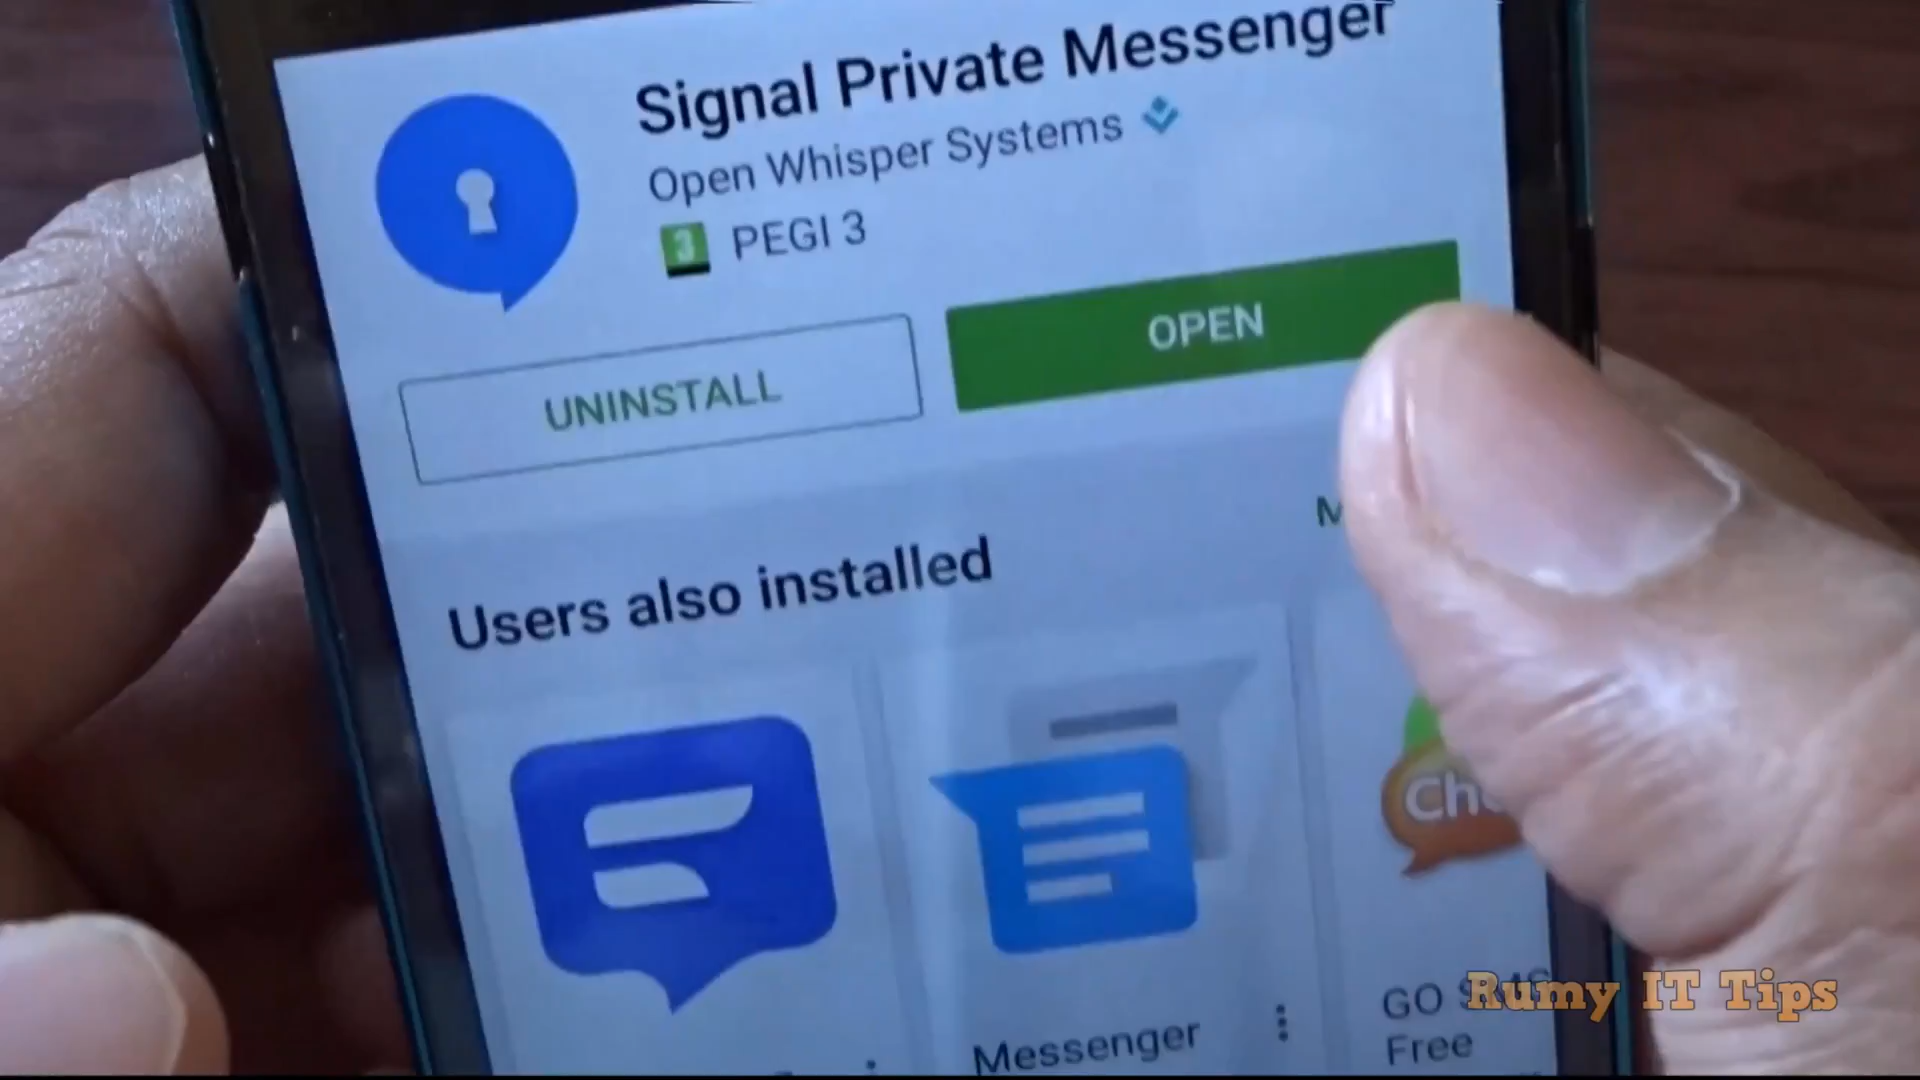 Signal Private Messenger
Open Whisper Systems
3 PEGI 3
UNINSTALL
OPEN
Users also installed
Messenger
GO
Free
Rumy IT Tips